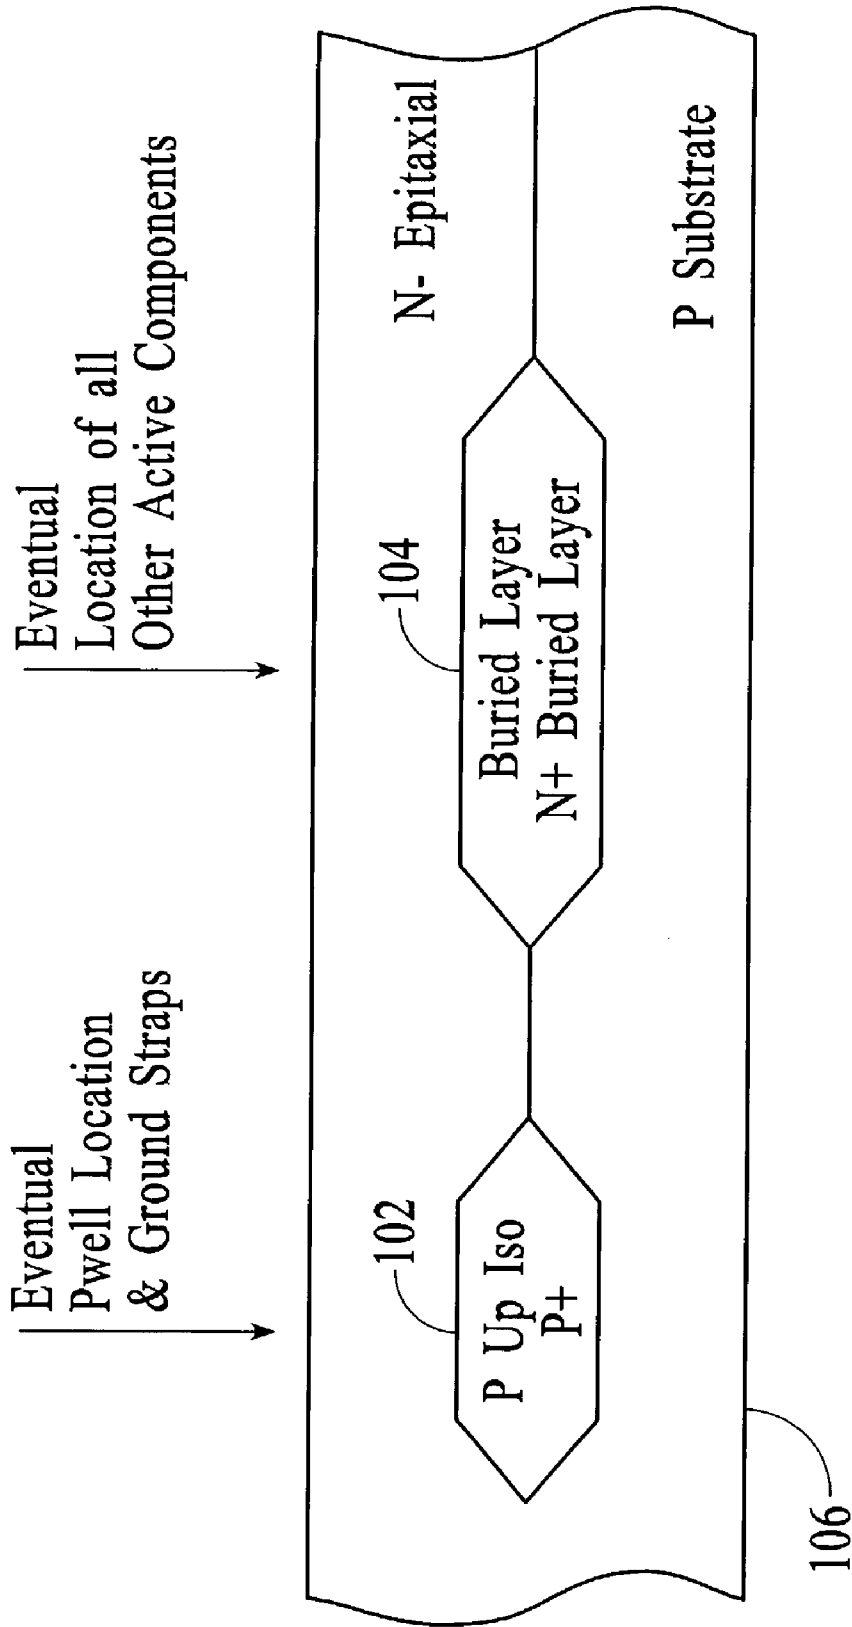 Eventual
Pwell Location
& Ground Straps
Eventual
Location of all
Other Active Components
102
P Up Iso
P+
104
Buried Layer
N+ Buried Layer
N- Epitaxial
P Substrate
106